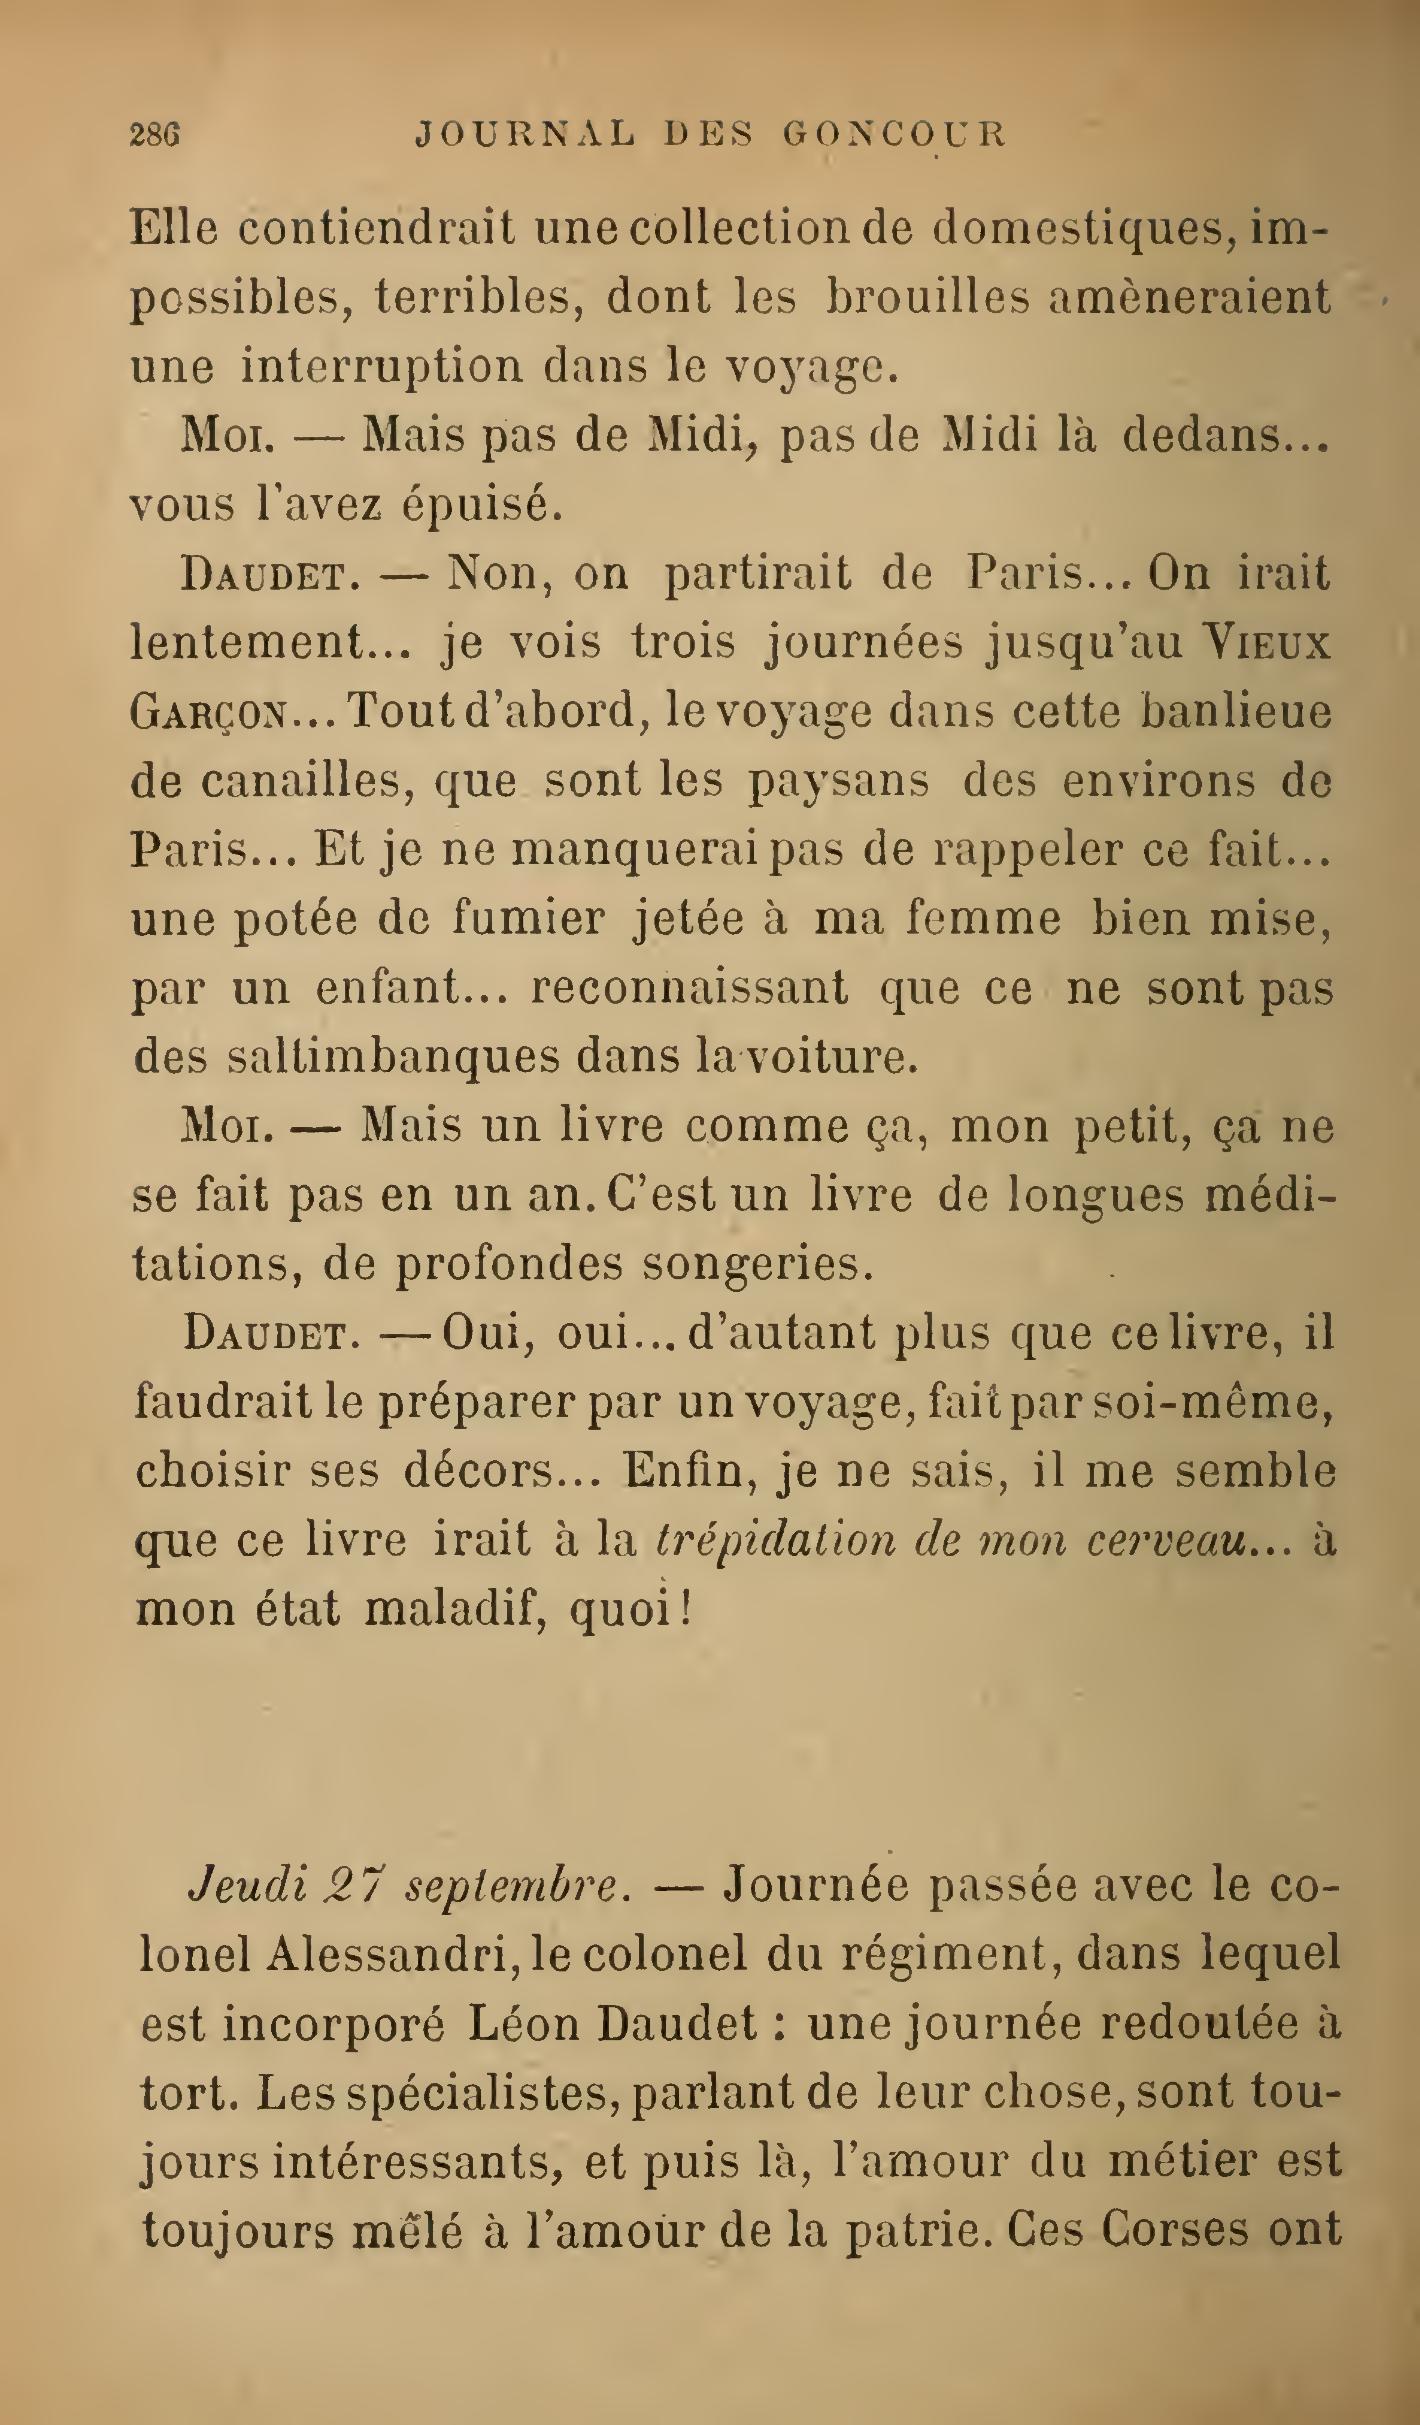 286 JOURNAL DES GONCOUR
Elle contiendrait une collection de domestiques, im-
possibles, terribles, dont les brouilles amèneraient
une interruption dans le voyage.
MOI. — Mais pas de Midi, pas de Midi là dedans...
vous l'avez épuisé.
DAUDET. — Non, on partirait de Paris... On irait
lentement... je vois trois journées jusqu'au VIEUX
GARÇON... Tout d'abord, le voyage dans cette banlieue
de canailles, que sont les paysans des environs de
Paris... Et je ne manquerai pas de rappeler ce fait...
une potée de fumier jetée à ma femme bien mise,
par un enfant... reconnaissant que ce ne sont pas
des saltimbanques dans la voiture.
MOI. — Mais un livre comme ça, mon petit, ça ne
se fait pas en un an. C'est un livre de longues médi-
tations, de profondes songeries.
DAUDET. — Oui, oui... d'autant plus que ce livre, il
faudrait le préparer par un voyage, fait par soi-même,
choisir ses décors... Enfin, je ne sais, il me semble
que ce livre irait à la trépidation de mon cerveau... à
mon état maladif, quoi !
Jeudi 27 septembre. — Journée passée avec le co-
lonel Alessandri, le colonel du régiment, dans lequel
est incorporé Léon Daudet : une journée redoutée à
tort. Les spécialistes, parlant de leur chose, sont tou-
jours intéressants, et puis là, l'amour du métier est
toujours mêlé à l'amour de la patrie. Ces Corses ont